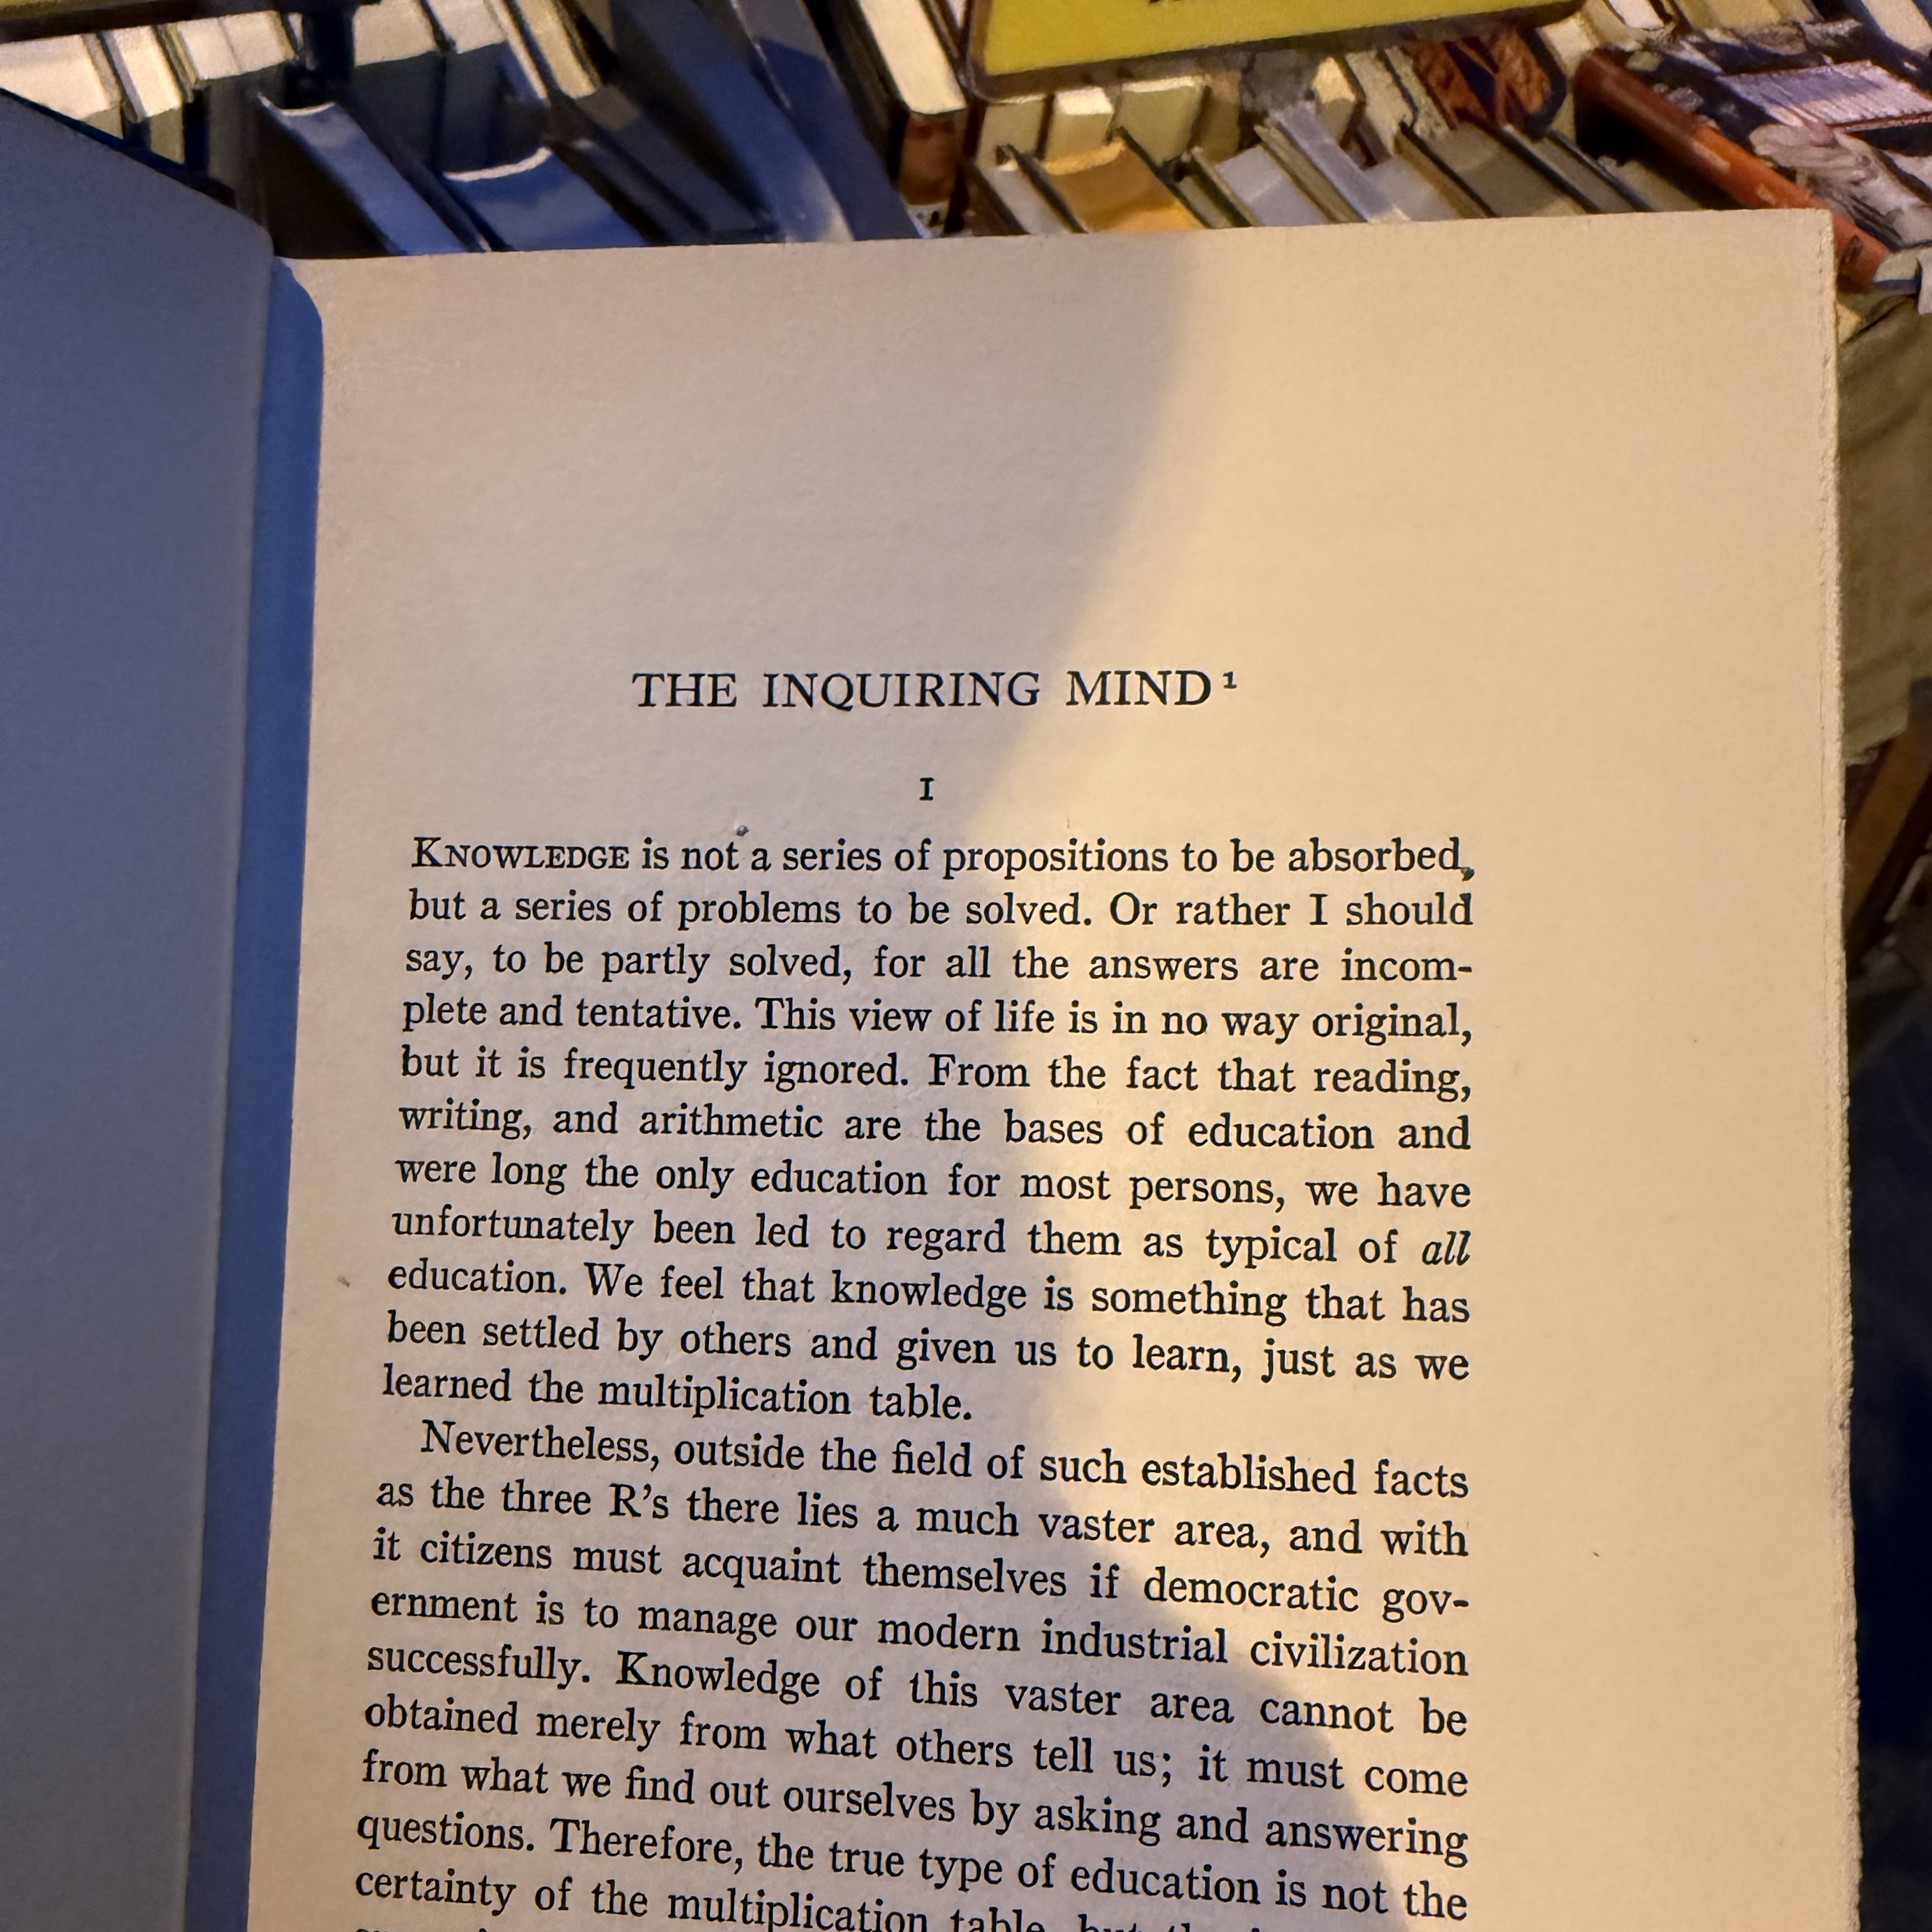 THE INQUIRING MIND ¹
I
KNOWLEDGE is not a series of propositions to be absorbed,
but a series of problems to be solved. Or rather I should
say, to be partly solved, for all the answers are incom-
plete and tentative. This view of life is in no way original,
but it is frequently ignored. From the fact that reading,
writing, and arithmetic are the bases of education and
were long the only education for most persons, we have
unfortunately been led to regard them as typical of all
education. We feel that knowledge is something that has
been settled by others and given us to learn, just as we
learned the multiplication table.
Nevertheless, outside the field of such established facts
as the three R’s there lies a much vaster area, and with
it citizens must acquaint themselves if democratic gov-
ernment is to manage our modern industrial civilization
successfully. Knowledge of this vaster area cannot be
obtained merely from what others tell us; it must come
from what we find out ourselves by asking and answering
questions. Therefore, the true type of education is not the
certainty of the multiplication table, but